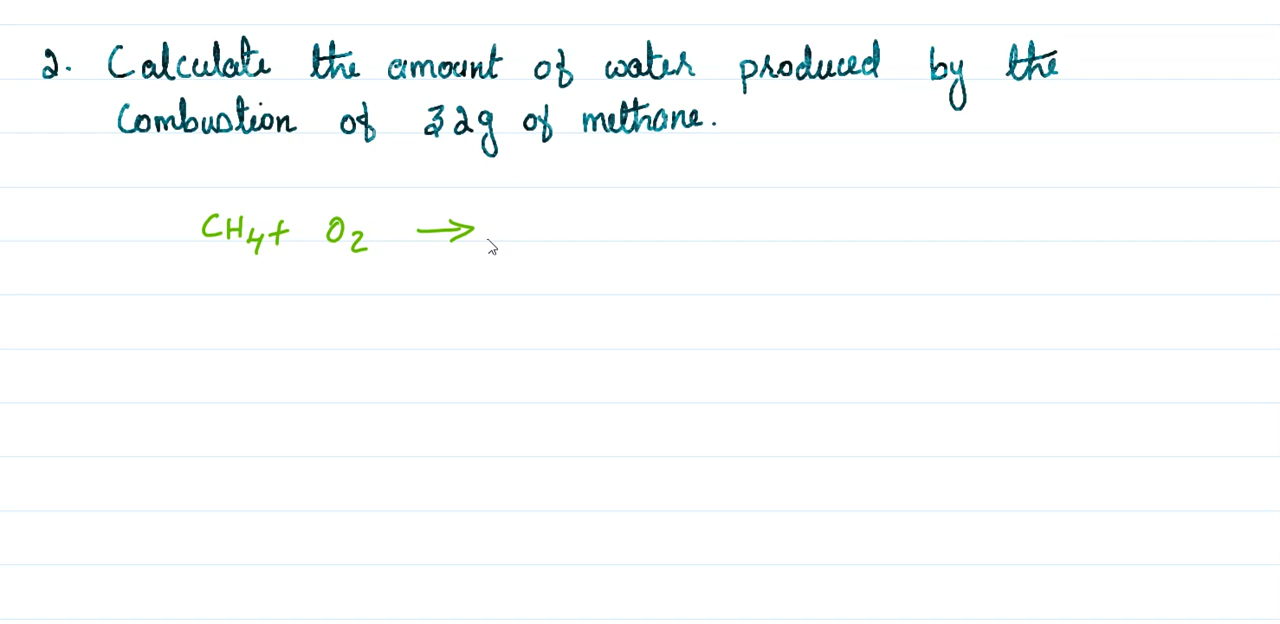 2. Calculate the amount of water produced by the
Combustion of 32g of methane.
CH₄ + O₂ →